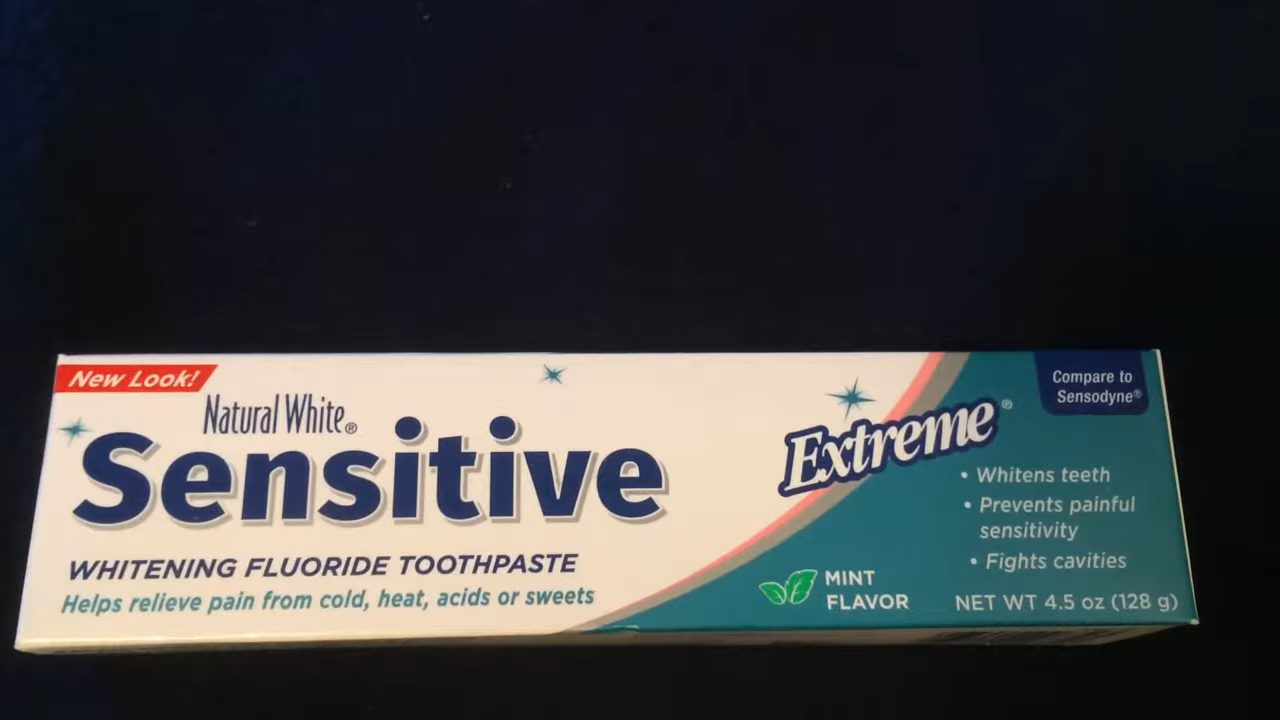 New Look!
Natural White®
Sensitive
WHITENING FLUORIDE TOOTHPASTE
Helps relieve pain from cold, heat, acids or sweets
Extreme®
Compare to
Sensodyne®
• Whitens teeth
• Prevents painful
sensitivity
• Fights cavities
MINT
FLAVOR
NET WT 4.5 oz (128 g)